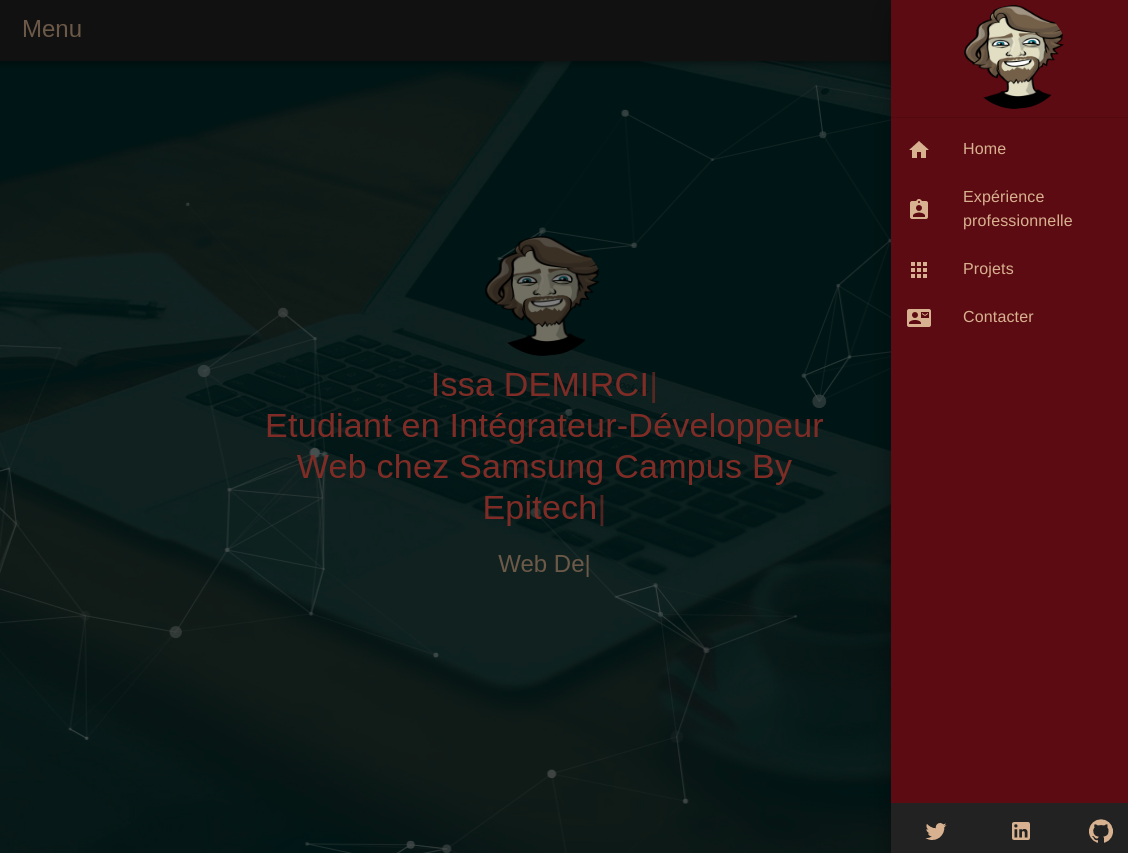 Menu
Issa DEMIRCI|
Etudiant en Intégrateur-Développeur
Web chez Samsung Campus By
Epitech|
Web De|
Home
Expérience
professionnelle
Projets
Contacter